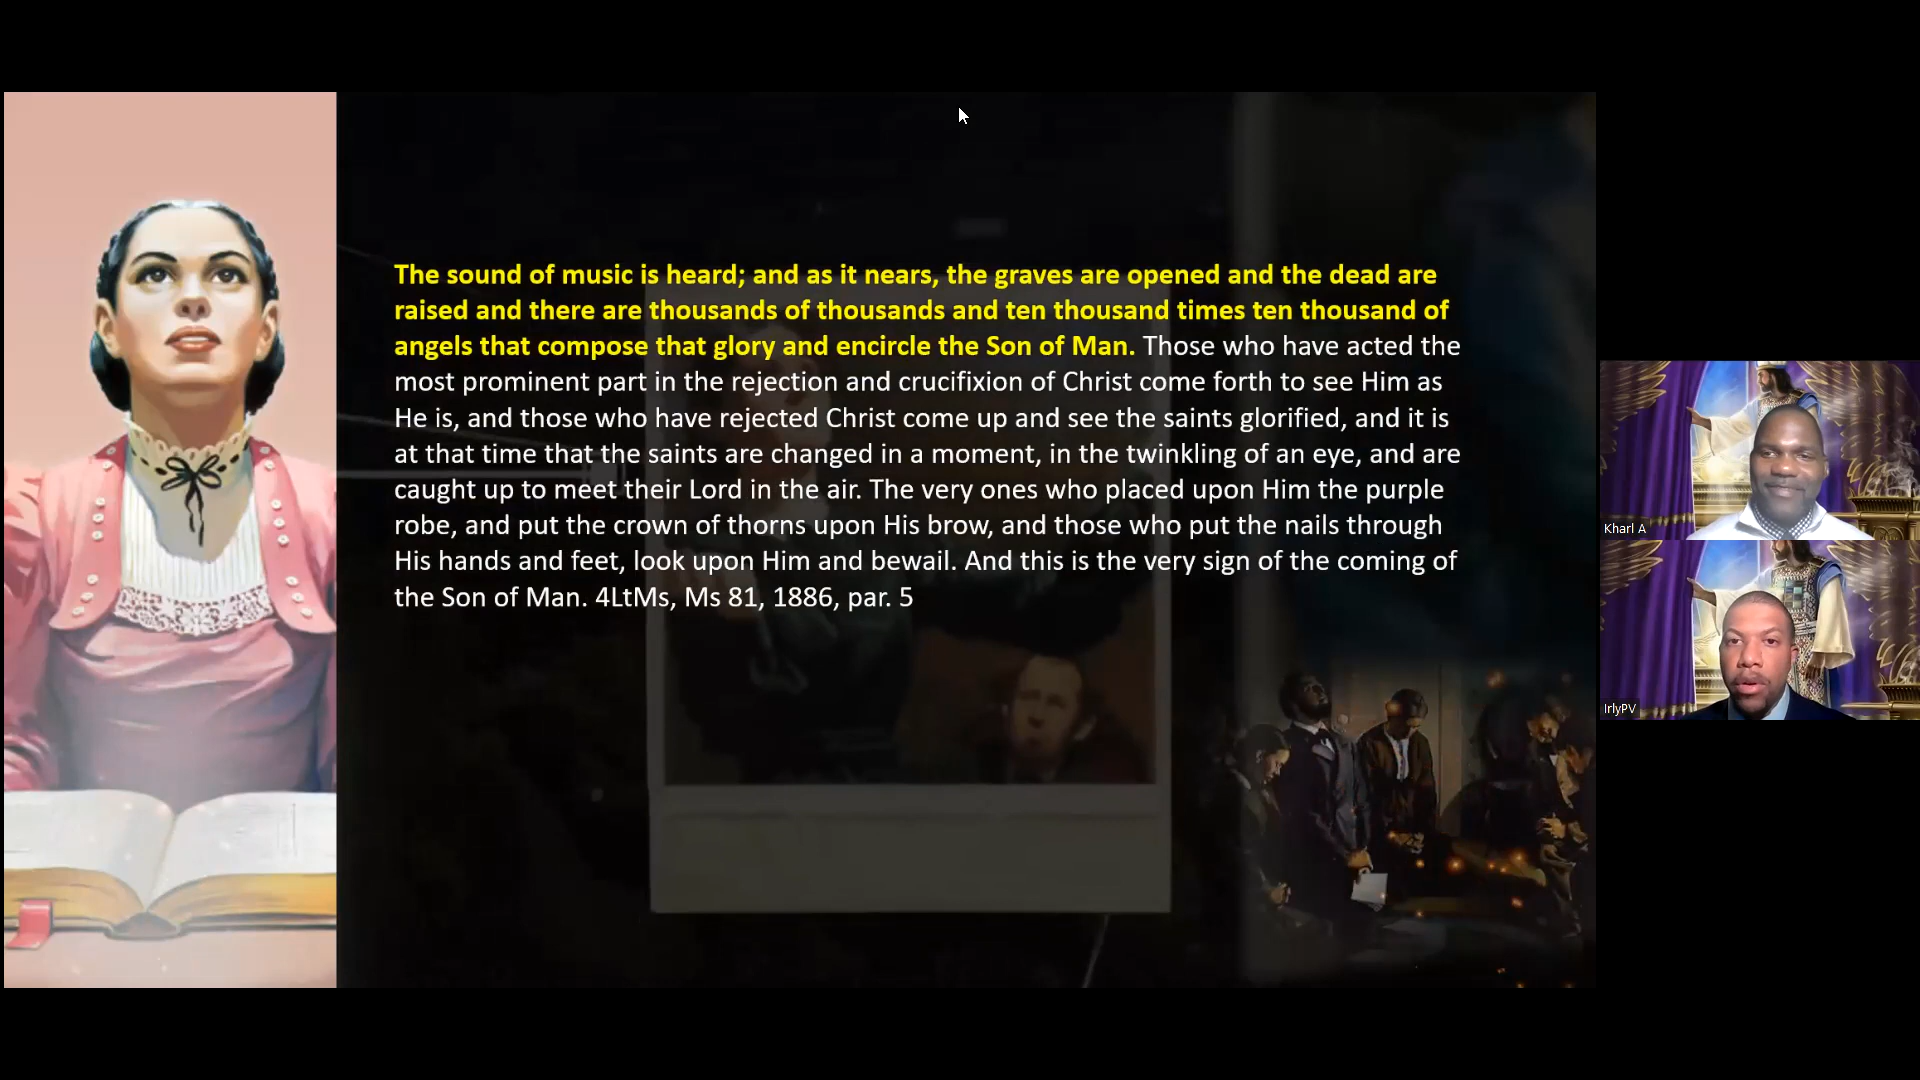 The sound of music is heard; and as it nears, the graves are opened and the dead are
raised and there are thousands of thousands and ten thousand times ten thousand of
angels that compose that glory and encircle the Son of Man. Those who have acted the
most prominent part in the rejection and crucifixion of Christ come forth to see Him as
He is, and those who have rejected Christ come up and see the saints glorified, and it is
at that time that the saints are changed in a moment, in the twinkling of an eye, and are
caught up to meet their Lord in the air. The very ones who placed upon Him the purple
robe, and put the crown of thorns upon His brow, and those who put the nails through
His hands and feet, look upon Him and bewail. And this is the very sign of the coming of
the Son of Man. 4LtMs, Ms 81, 1886, par. 5
Kharl A
IrlyPV